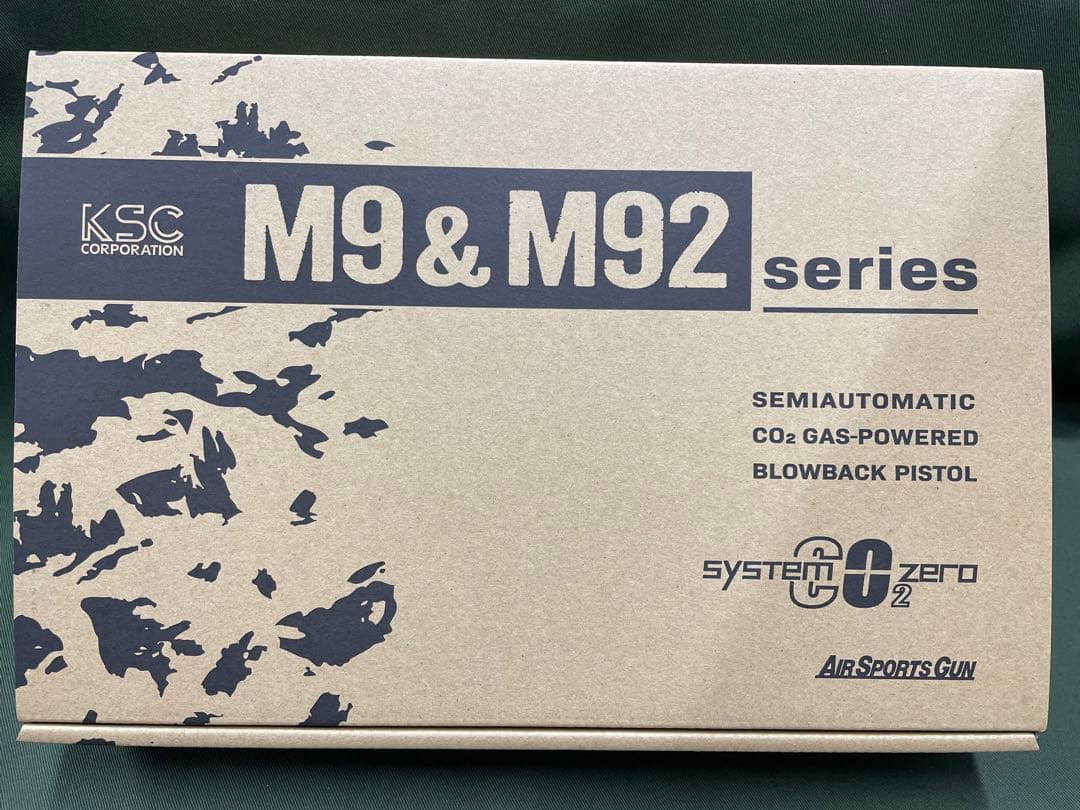 KSC
CORPORATION
M9 & M92 series
SEMIAUTOMATIC
CO₂ GAS-POWERED
BLOWBACK PISTOL
SYSTEM CO₂ ZERO
AIR SPORTS GUN